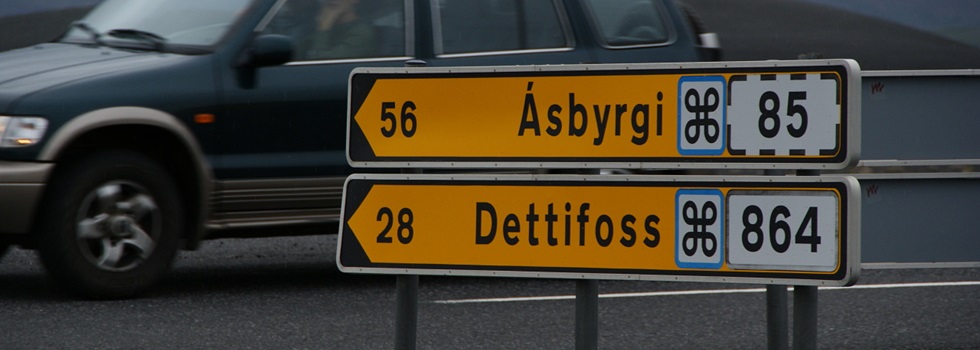 56 Ásbyrgi ⌘ 85
28 Dettifoss ⌘ 864